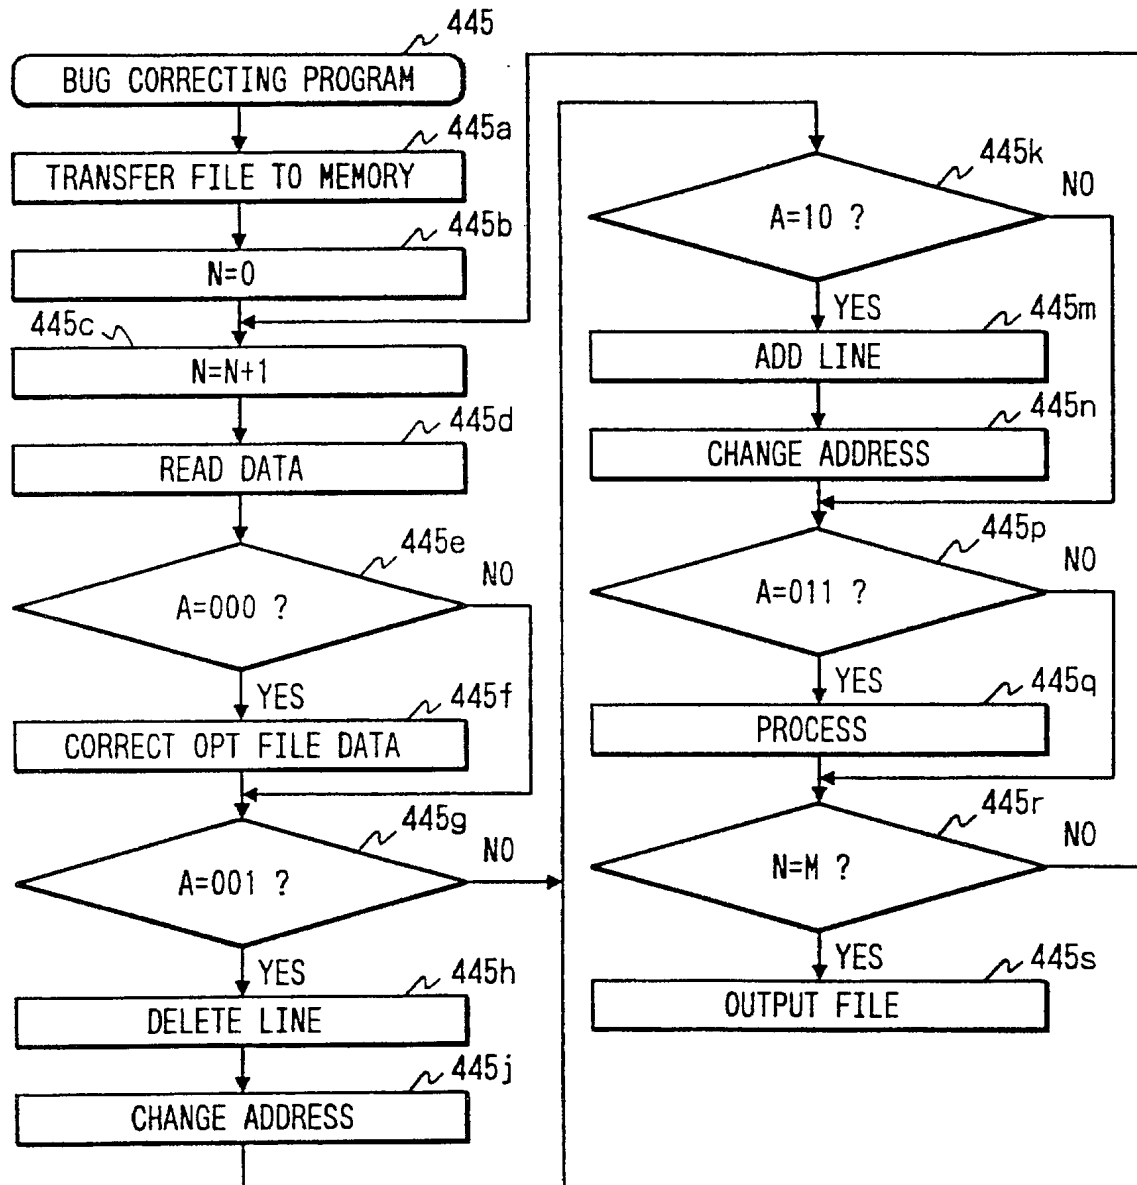 445
BUG CORRECTING PROGRAM
445a
TRANSFER FILE TO MEMORY
445b
N=0
445c
N=N+1
445d
READ DATA
445e
A=000 ?
NO
YES
445f
CORRECT OPT FILE DATA
445g
A=001 ?
NO
YES
445h
DELETE LINE
445j
CHANGE ADDRESS
445k
A=10 ?
NO
YES
445m
ADD LINE
445n
CHANGE ADDRESS
445p
A=011 ?
NO
YES
445q
PROCESS
445r
N=M ?
NO
YES
445s
OUTPUT FILE